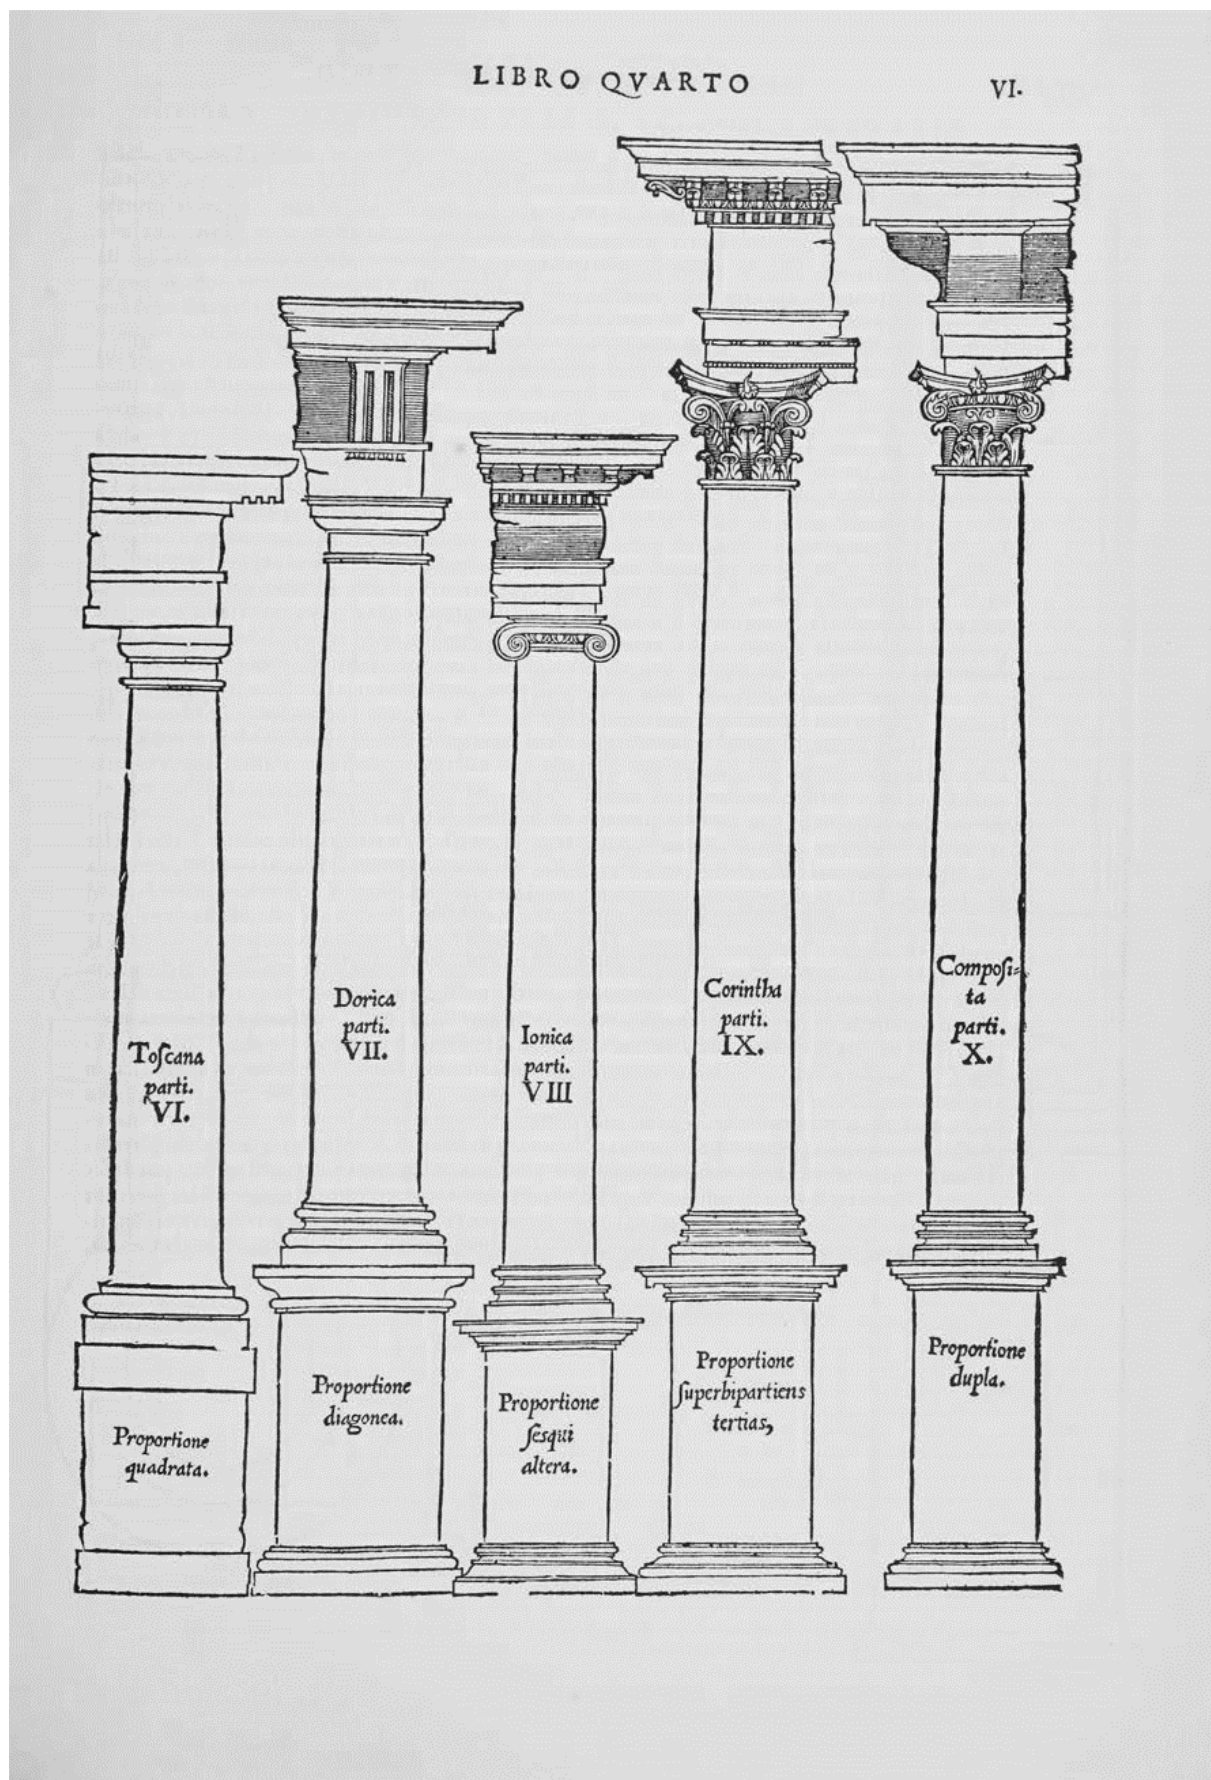 LIBRO QVARTO
VI.
Toſcana
parti.
VI.
Dorica
parti.
VII.
Ionica
parti.
VIII
Corintha
parti.
IX.
Compoſi⸗
ta
parti.
X.
Proportione
quadrata.
Proportione
diagonea.
Proportione
ſesqui
altera.
Proportione
ſuperbipartiens
tertias,
Proportione
dupla.